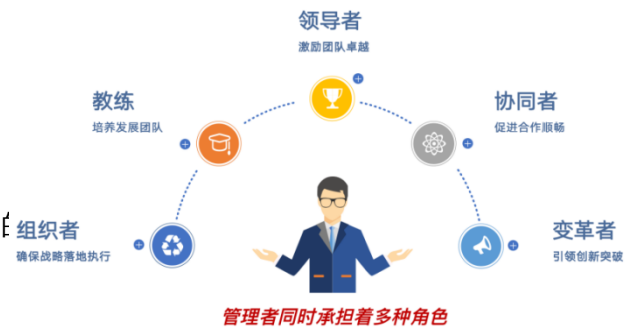 领导者
激励团队卓越
教练
培养发展团队
协同者
促进合作顺畅
组织者
确保战略落地执行
变革者
引领创新突破
管理者同时承担着多种角色